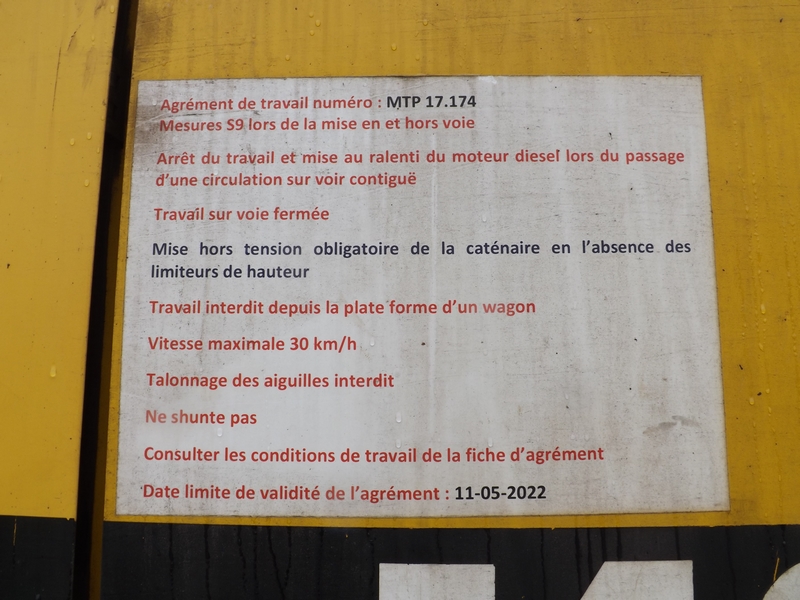 Agrément de travail numéro : MTP 17.174
Mesures S9 lors de la mise en et hors voie
Arrêt du travail et mise au ralenti du moteur diesel lors du passage
d'une circulation sur voir contiguë
Travail sur voie fermée
Mise hors tension obligatoire de la caténaire en l'absence des
limiteurs de hauteur
Travail interdit depuis la plate forme d'un wagon
Vitesse maximale 30 km/h
Talonnage des aiguilles interdit
Ne shunte pas
Consulter les conditions de travail de la fiche d'agrément
Date limite de validité de l'agrément : 11-05-2022